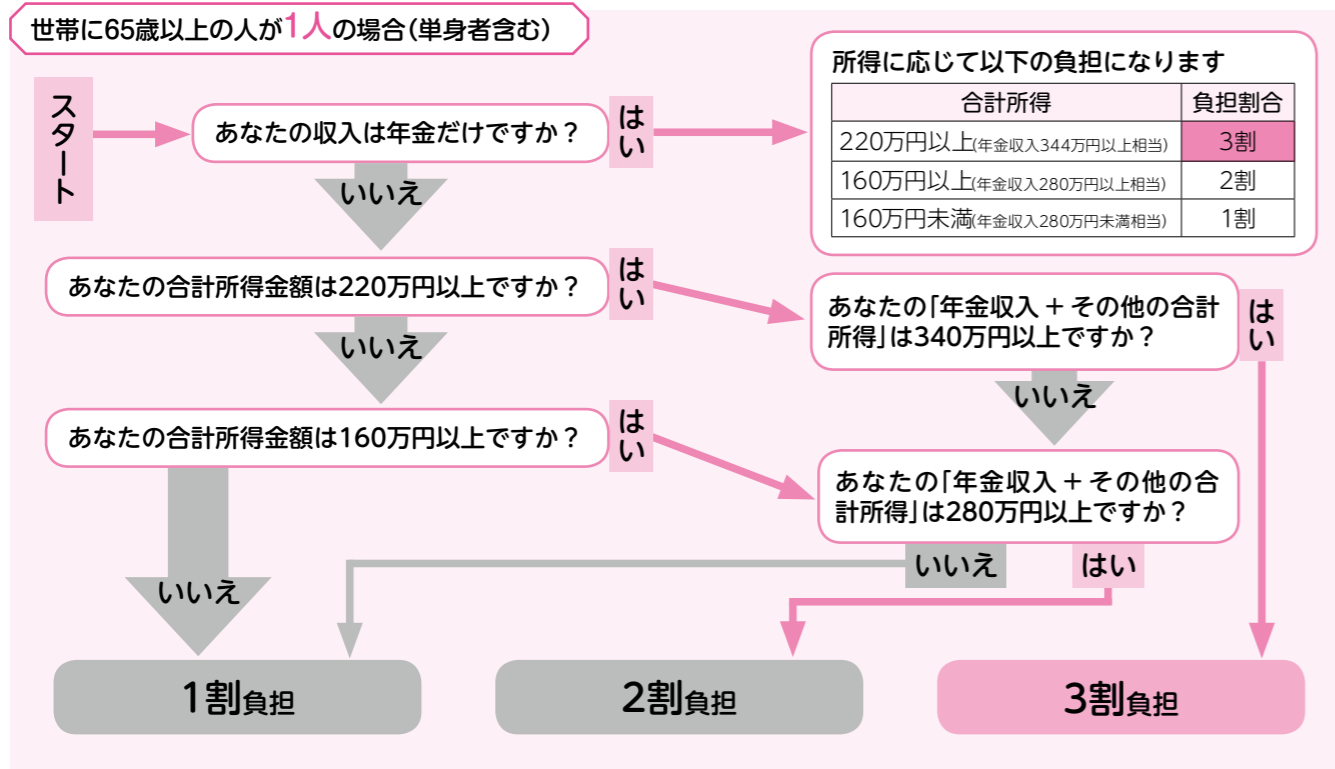 世帯に65歳以上の人が1人の場合(単身者含む)
スタート
あなたの収入は年金だけですか?
はい
いいえ
所得に応じて以下の負担になります
合計所得 負担割合
220万円以上(年金収入344万円以上相当) 3割
160万円以上(年金収入280万円以上相当) 2割
160万円未満(年金収入280万円未満相当) 1割
あなたの合計所得金額は220万円以上ですか?
はい
いいえ
あなたの「年金収入+その他の合計
所得」は340万円以上ですか?
はい
いいえ
あなたの合計所得金額は160万円以上ですか?
はい
いいえ
あなたの「年金収入+その他の合
計所得」は280万円以上ですか?
いいえ
はい
1割負担
2割負担
3割負担